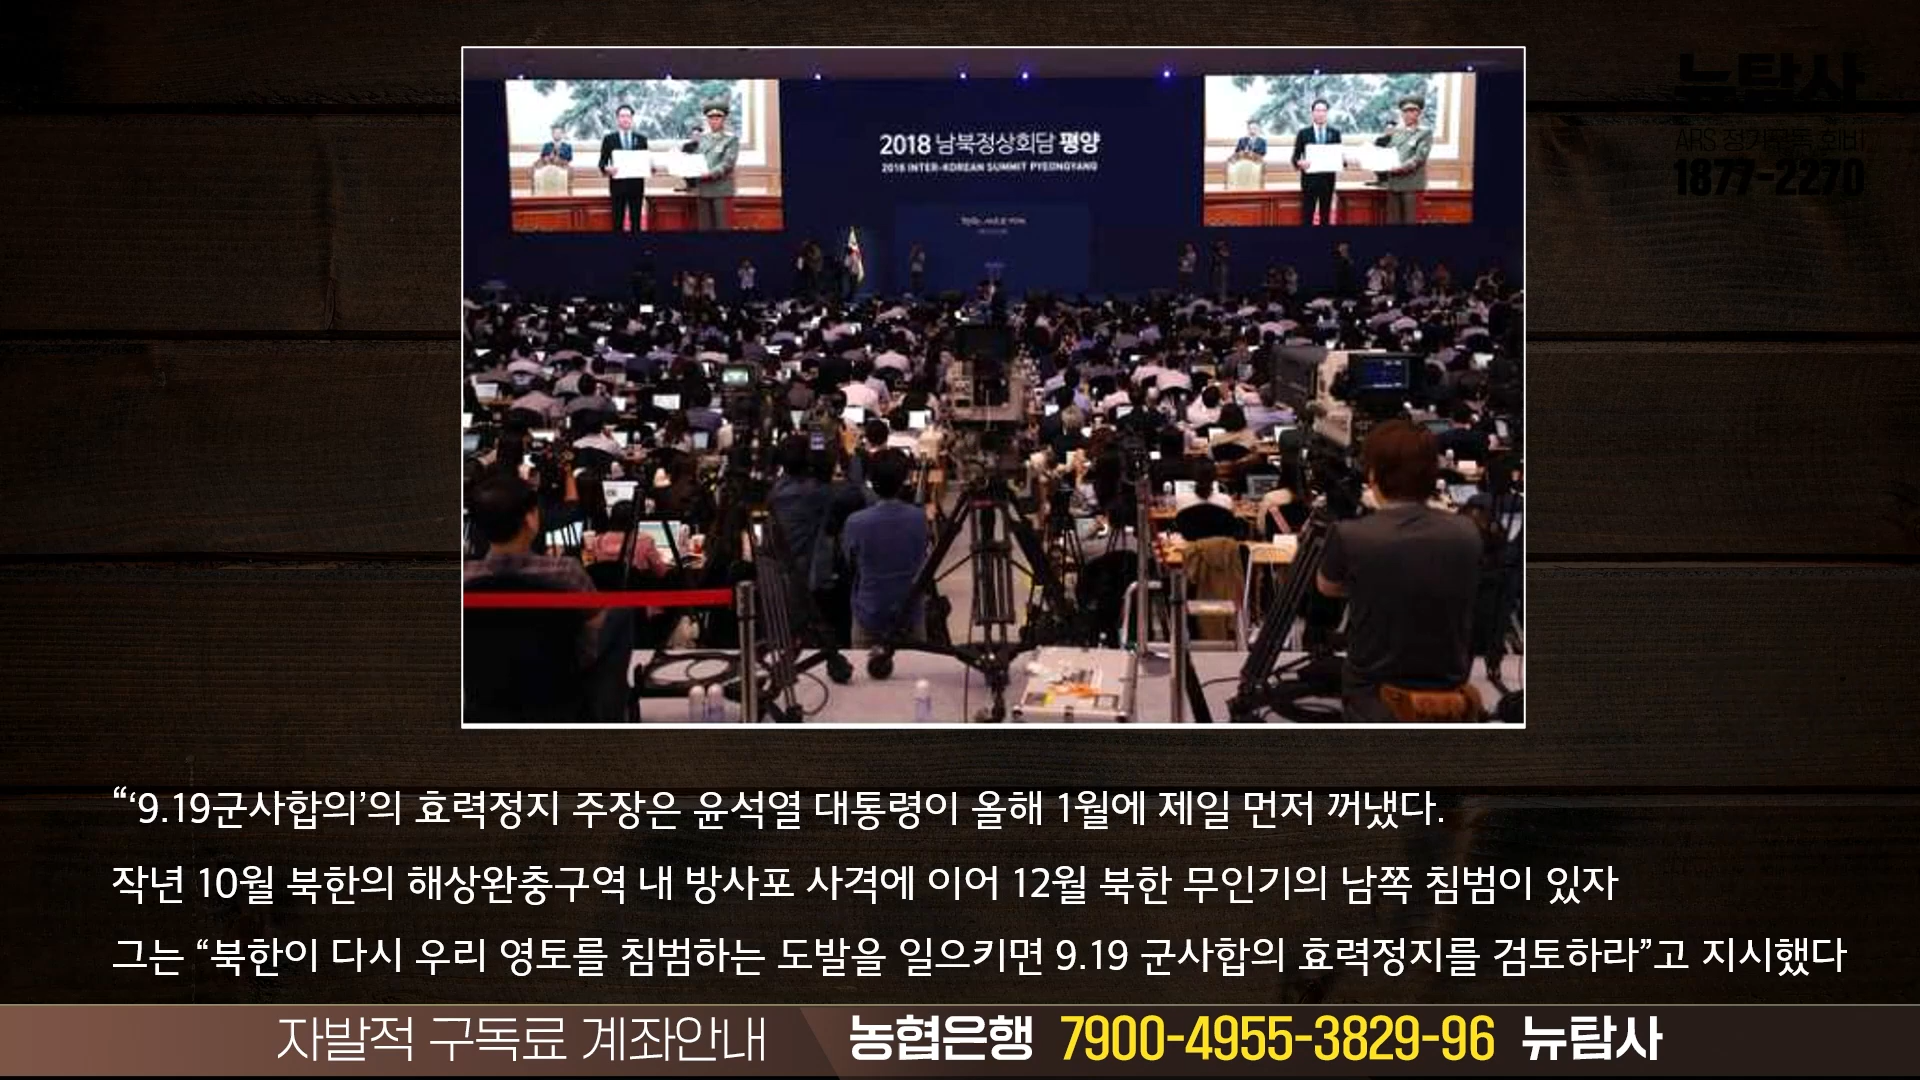 2018 남북정상회담 평양
2018 INTER-KOREAN SUMMIT PYEONGYANG
뉴탐사
ARS 정기구독 회비
1877-2270
“‘9.19군사합의’의 효력정지 주장은 윤석열 대통령이 올해 1월에 제일 먼저 꺼냈다.
작년 10월 북한의 해상완충구역 내 방사포 사격에 이어 12월 북한 무인기의 남쪽 침범이 있자
그는 “북한이 다시 우리 영토를 침범하는 도발을 일으키면 9.19 군사합의 효력정지를 검토하라”고 지시했다
자발적 구독료 계좌안내 농협은행 7900-4955-3829-96 뉴탐사